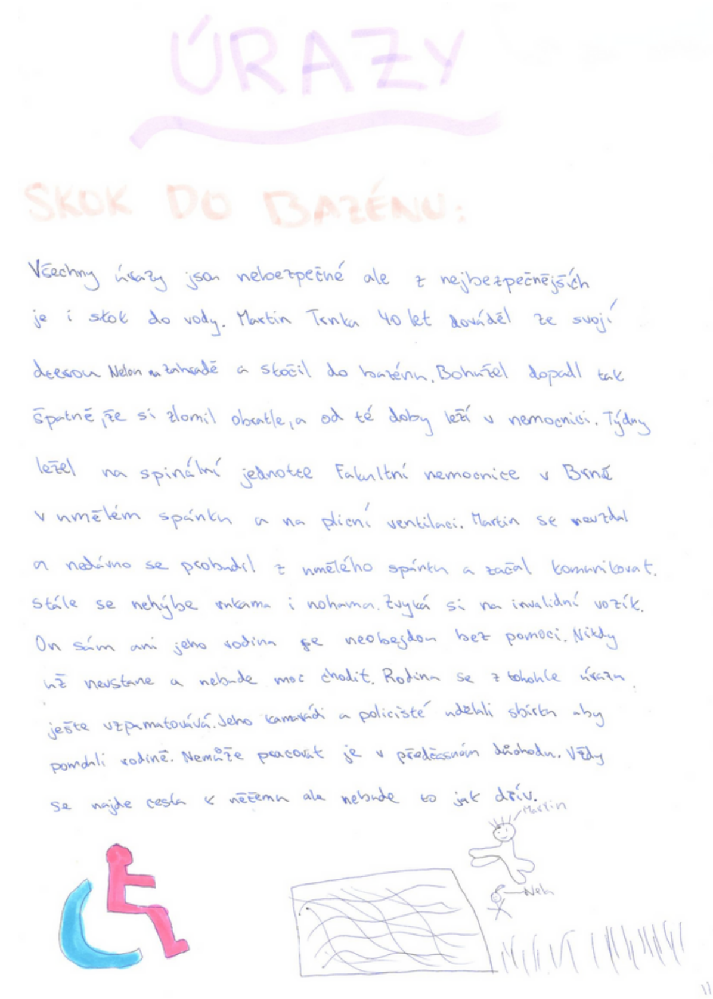 ÚRAZY
SKOK DO BAZÉNU:
Všechny úrazy jsou nebezpečné ale z nejbezpečnějších
je i skok do vody. Martin Trnka 40 let dováděl ze svojí
dcerou Nelou na zahradě a skočil do bazénu. Bohužel dopadl tak
špatně, že si zlomil obratle, a od té doby leží v nemocnici. Týdny
ležel na spinální jednotce Fakultní nemocnice v Brně
v umělém spánku a na plicní ventilaci. Martin se nevzdal
a nedávno se probudil z umělého spánku a začal komunikovat.
stále se nehýbe rukama i nohama. Zvyká si na invalidní vozík.
On sám ani jeho rodina se neobejdou bez pomoci. Nikdy
už nevstane a nebude moc chodit. Rodina se z tohohle úrazu
ješte vzpamatovává. Jeho kamarádi a policisté udělali sbírku aby
pomohli rodině. Nemůže pracovat je v předčasném důchodu. Vždy
se najde cesta k něčemu ale nebude to jak dřív.
Martin
Nela
11